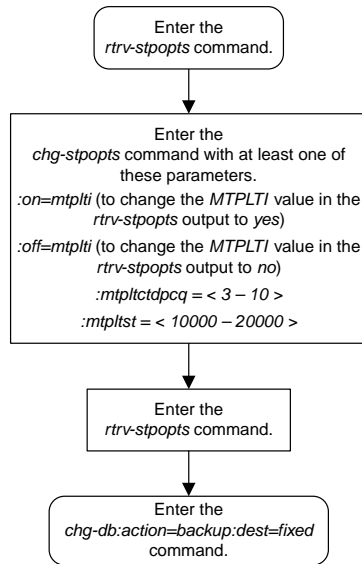 Enter the
rtrv-stpopts command.
Enter the
chg-stpopts command with at least one of
these parameters.
:on=mtplti (to change the MTPLTI value in the
rtrv-stpopts output to yes)
:off=mtplti (to change the MTPLTI value in the
rtrv-stpopts output to no)
:mtpltctdpcq = < 3 – 10 >
:mtpltst = < 10000 – 20000 >
Enter the
rtrv-stpopts command.
Enter the
chg-db:action=backup:dest=fixed
command.